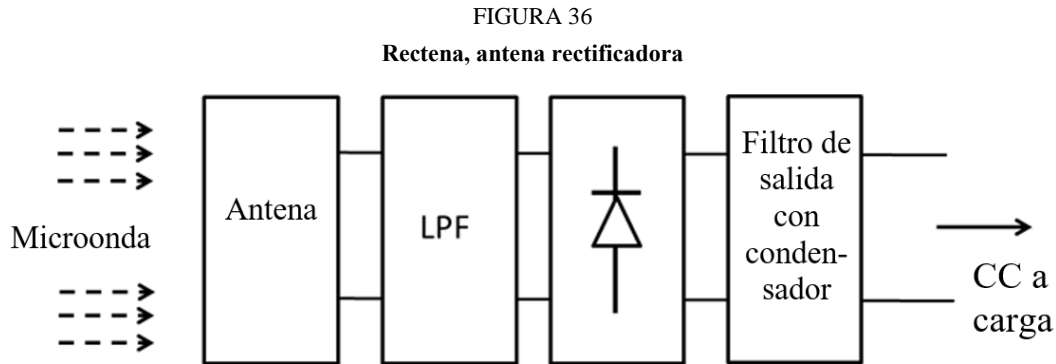 FIGURA 36
Rectena, antena rectificadora
Microonda
Antena
LPF
Filtro de
salida
con
conden-
sador
CC a
carga